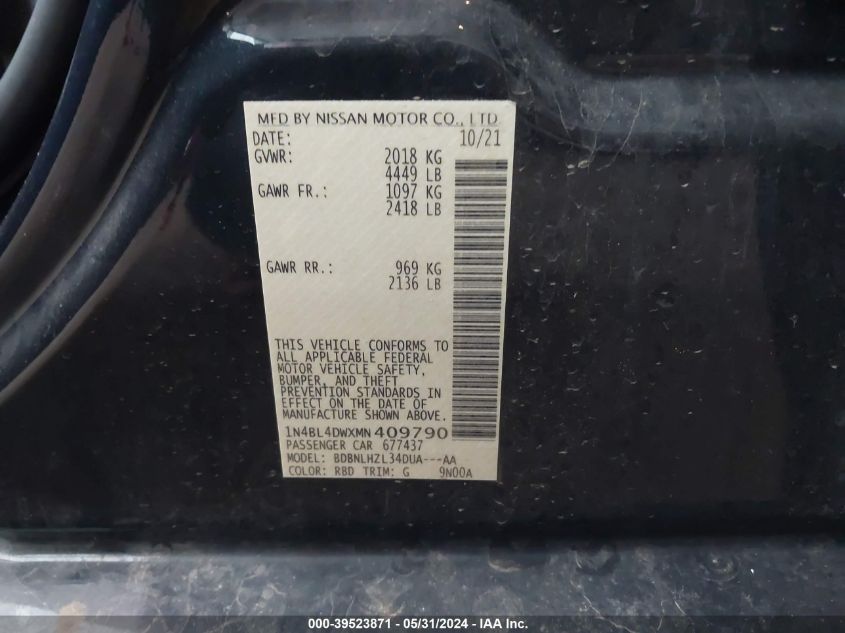 MFD BY NISSAN MOTOR CO., LTD
DATE: 10/21
GVWR: 2018 KG
4449 LB
GAWR FR.: 1097 KG
2418 LB
GAWR RR.: 969 KG
2136 LB
THIS VEHICLE CONFORMS TO
ALL APPLICABLE FEDERAL
MOTOR VEHICLE SAFETY,
BUMPER, AND THEFT
PREVENTION STANDARDS IN
EFFECT ON THE DATE OF
MANUFACTURE SHOWN ABOVE.
1N4BL4DWXMN409790
PASSENGER CAR 677437
MODEL: BDBNLHZL34DUA---AA
COLOR: RBD TRIM: G 9N00A
000-39523871 - 05/31/2024 - IAA Inc.